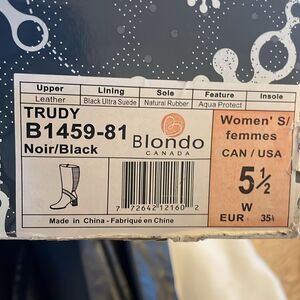 Upper Lining Sole Feature Insole
Leather Black Ultra Suede Natural Rubber Aqua Protect
TRUDY
B1459-81
Noir/Black
Blondo
CANADA
Women' S/
femmes
CAN / USA
5½
W
EUR 35½
7 72642 12160 2
Made in China - Fabriqué en Chine